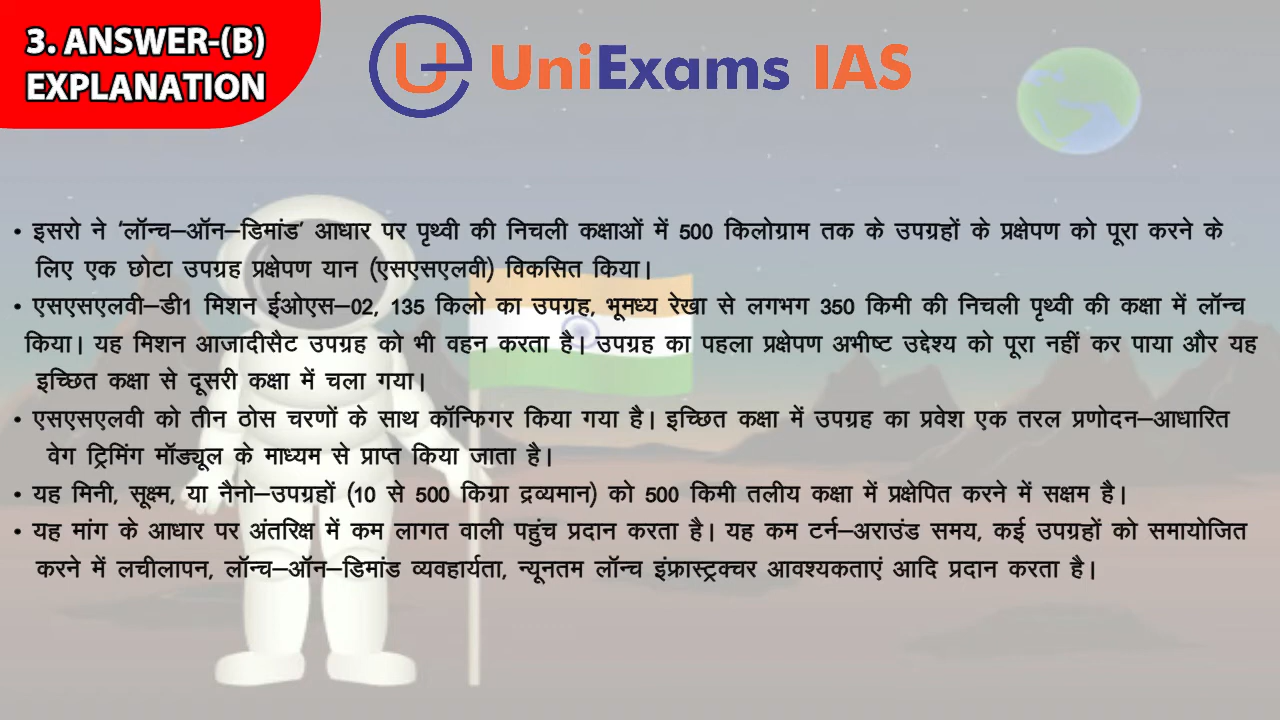 3. ANSWER-(B)
EXPLANATION
UniExams IAS
• इसरो ने 'लॉन्च–ऑन–डिमांड' आधार पर पृथ्वी की निचली कक्षाओं में 500 किलोग्राम तक के उपग्रहों के प्रक्षेपण को पूरा करने के
लिए एक छोटा उपग्रह प्रक्षेपण यान (एसएसएलवी) विकसित किया।
• एसएसएलवी–डी1 मिशन ईओएस–02, 135 किलो का उपग्रह, भूमध्य रेखा से लगभग 350 किमी की निचली पृथ्वी की कक्षा में लॉन्च
किया। यह मिशन आजादीसैट उपग्रह को भी वहन करता है। उपग्रह का पहला प्रक्षेपण अभीष्ट उद्देश्य को पूरा नहीं कर पाया और यह
इच्छित कक्षा से दूसरी कक्षा में चला गया।
• एसएसएलवी को तीन ठोस चरणों के साथ कॉन्फिगर किया गया है। इच्छित कक्षा में उपग्रह का प्रवेश एक तरल प्रणोदन–आधारित
वेग ट्रिमिंग मॉड्यूल के माध्यम से प्राप्त किया जाता है।
• यह मिनी, सूक्ष्म, या नैनो–उपग्रहों (10 से 500 किग्रा द्रव्यमान) को 500 किमी तलीय कक्षा में प्रक्षेपित करने में सक्षम है।
• यह मांग के आधार पर अंतरिक्ष में कम लागत वाली पहुंच प्रदान करता है। यह कम टर्न–अराउंड समय, कई उपग्रहों को समायोजित
करने में लचीलापन, लॉन्च–ऑन–डिमांड व्यवहार्यता, न्यूनतम लॉन्च इंफ्रास्ट्रक्चर आवश्यकताएं आदि प्रदान करता है।